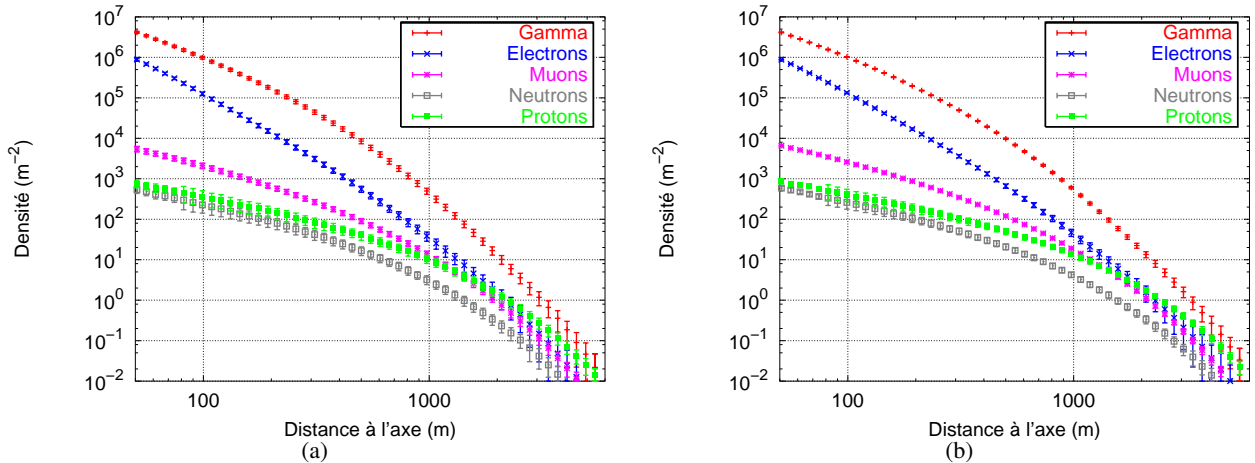 10^7
10^6
10^5
10^4
10^3
10^2
10^1
10^0
10^−1
10^−2
Densité (m^−2)
Gamma
Electrons
Muons
Neutrons
Protons
100
1000
Distance à l'axe (m)
(a)
10^7
10^6
10^5
10^4
10^3
10^2
10^1
10^0
10^−1
10^−2
Densité (m^−2)
Gamma
Electrons
Muons
Neutrons
Protons
100
1000
Distance à l'axe (m)
(b)